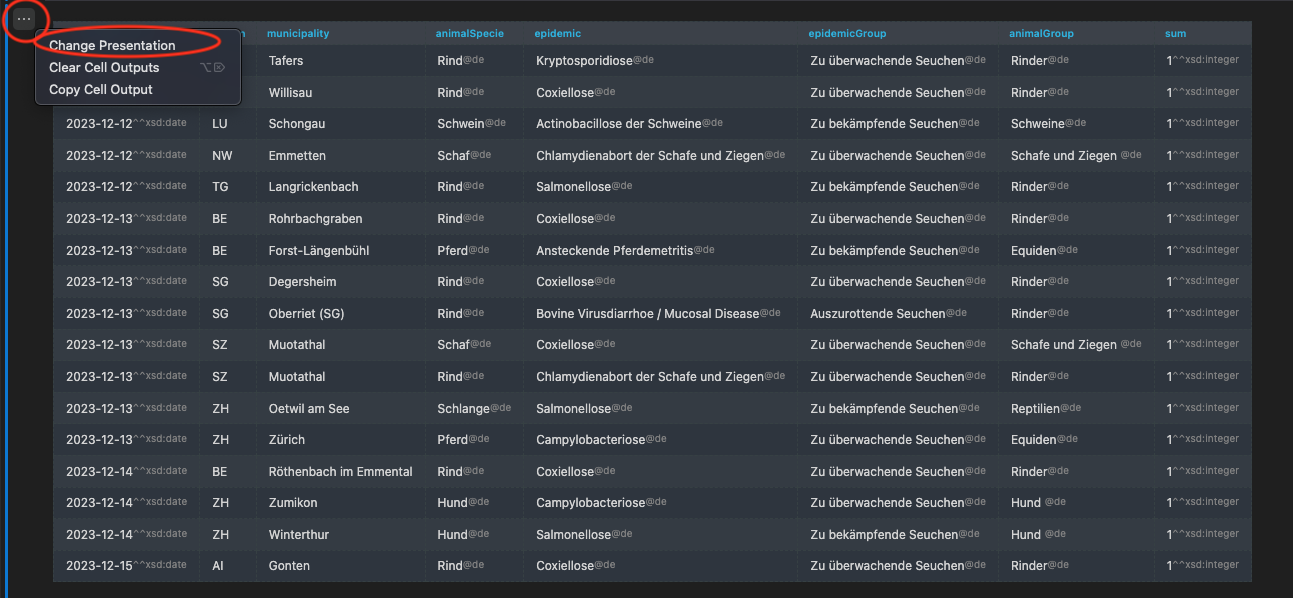 ···
n municipality animalSpecie epidemic epidemicGroup animalGroup sum
Change Presentation
Clear Cell Outputs ⌥⌦
Copy Cell Output
Tafers Rind@de Kryptosporidiose@de Zu überwachende Seuchen@de Rinder@de 1^^xsd:integer
Willisau Rind@de Coxiellose@de Zu überwachende Seuchen@de Rinder@de 1^^xsd:integer
2023-12-12^^xsd:date LU Schongau Schwein@de Actinobacillose der Schweine@de Zu bekämpfende Seuchen@de Schweine@de 1^^xsd:integer
2023-12-12^^xsd:date NW Emmetten Schaf@de Chlamydienabort der Schafe und Ziegen@de Zu überwachende Seuchen@de Schafe und Ziegen @de 1^^xsd:integer
2023-12-12^^xsd:date TG Langrickenbach Rind@de Salmonellose@de Zu bekämpfende Seuchen@de Rinder@de 1^^xsd:integer
2023-12-13^^xsd:date BE Rohrbachgraben Rind@de Coxiellose@de Zu überwachende Seuchen@de Rinder@de 1^^xsd:integer
2023-12-13^^xsd:date BE Forst-Längenbühl Pferd@de Ansteckende Pferdemetritis@de Zu bekämpfende Seuchen@de Equiden@de 1^^xsd:integer
2023-12-13^^xsd:date SG Degersheim Rind@de Coxiellose@de Zu überwachende Seuchen@de Rinder@de 1^^xsd:integer
2023-12-13^^xsd:date SG Oberriet (SG) Rind@de Bovine Virusdiarrhoe / Mucosal Disease@de Auszurottende Seuchen@de Rinder@de 1^^xsd:integer
2023-12-13^^xsd:date SZ Muotathal Schaf@de Coxiellose@de Zu überwachende Seuchen@de Schafe und Ziegen @de 1^^xsd:integer
2023-12-13^^xsd:date SZ Muotathal Rind@de Chlamydienabort der Schafe und Ziegen@de Zu überwachende Seuchen@de Rinder@de 1^^xsd:integer
2023-12-13^^xsd:date ZH Oetwil am See Schlange@de Salmonellose@de Zu bekämpfende Seuchen@de Reptilien@de 1^^xsd:integer
2023-12-13^^xsd:date ZH Zürich Pferd@de Campylobacteriose@de Zu überwachende Seuchen@de Equiden@de 1^^xsd:integer
2023-12-14^^xsd:date BE Röthenbach im Emmental Rind@de Coxiellose@de Zu überwachende Seuchen@de Rinder@de 1^^xsd:integer
2023-12-14^^xsd:date ZH Zumikon Hund@de Campylobacteriose@de Zu überwachende Seuchen@de Hund @de 1^^xsd:integer
2023-12-14^^xsd:date ZH Winterthur Hund@de Salmonellose@de Zu bekämpfende Seuchen@de Hund @de 1^^xsd:integer
2023-12-15^^xsd:date AI Gonten Rind@de Coxiellose@de Zu überwachende Seuchen@de Rinder@de 1^^xsd:integer